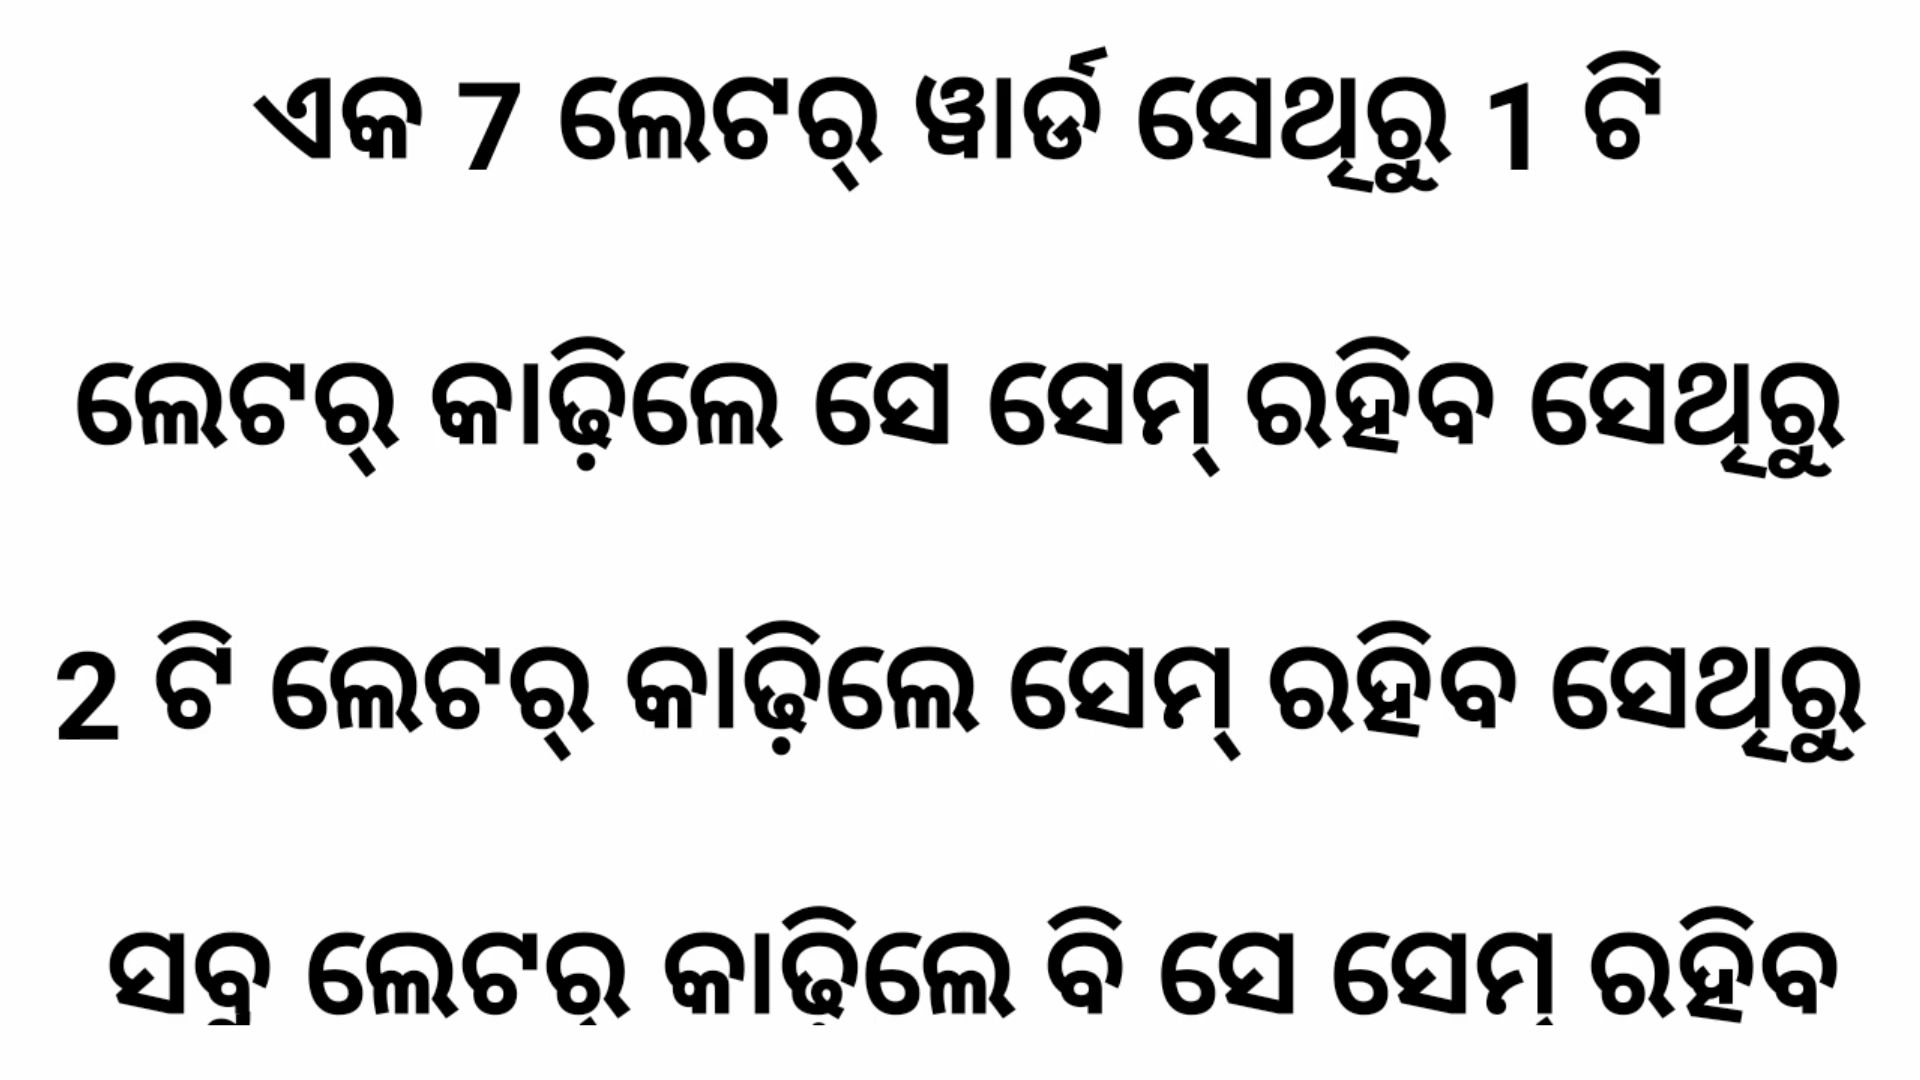 ଏକ 7 ଲେଟର୍ ୱାର୍ଡ ସେଥିରୁ 1 ଟି
ଲେଟର୍ କାଢ଼ିଲେ ସେ ସେମ୍ ରହିବ ସେଥିରୁ
2 ଟି ଲେଟର୍ କାଢ଼ିଲେ ସେମ୍ ରହିବ ସେଥିରୁ
ସବୁ ଲେଟର୍ କାଢ଼ିଲେ ବି ସେ ସେମ୍ ରହିବ